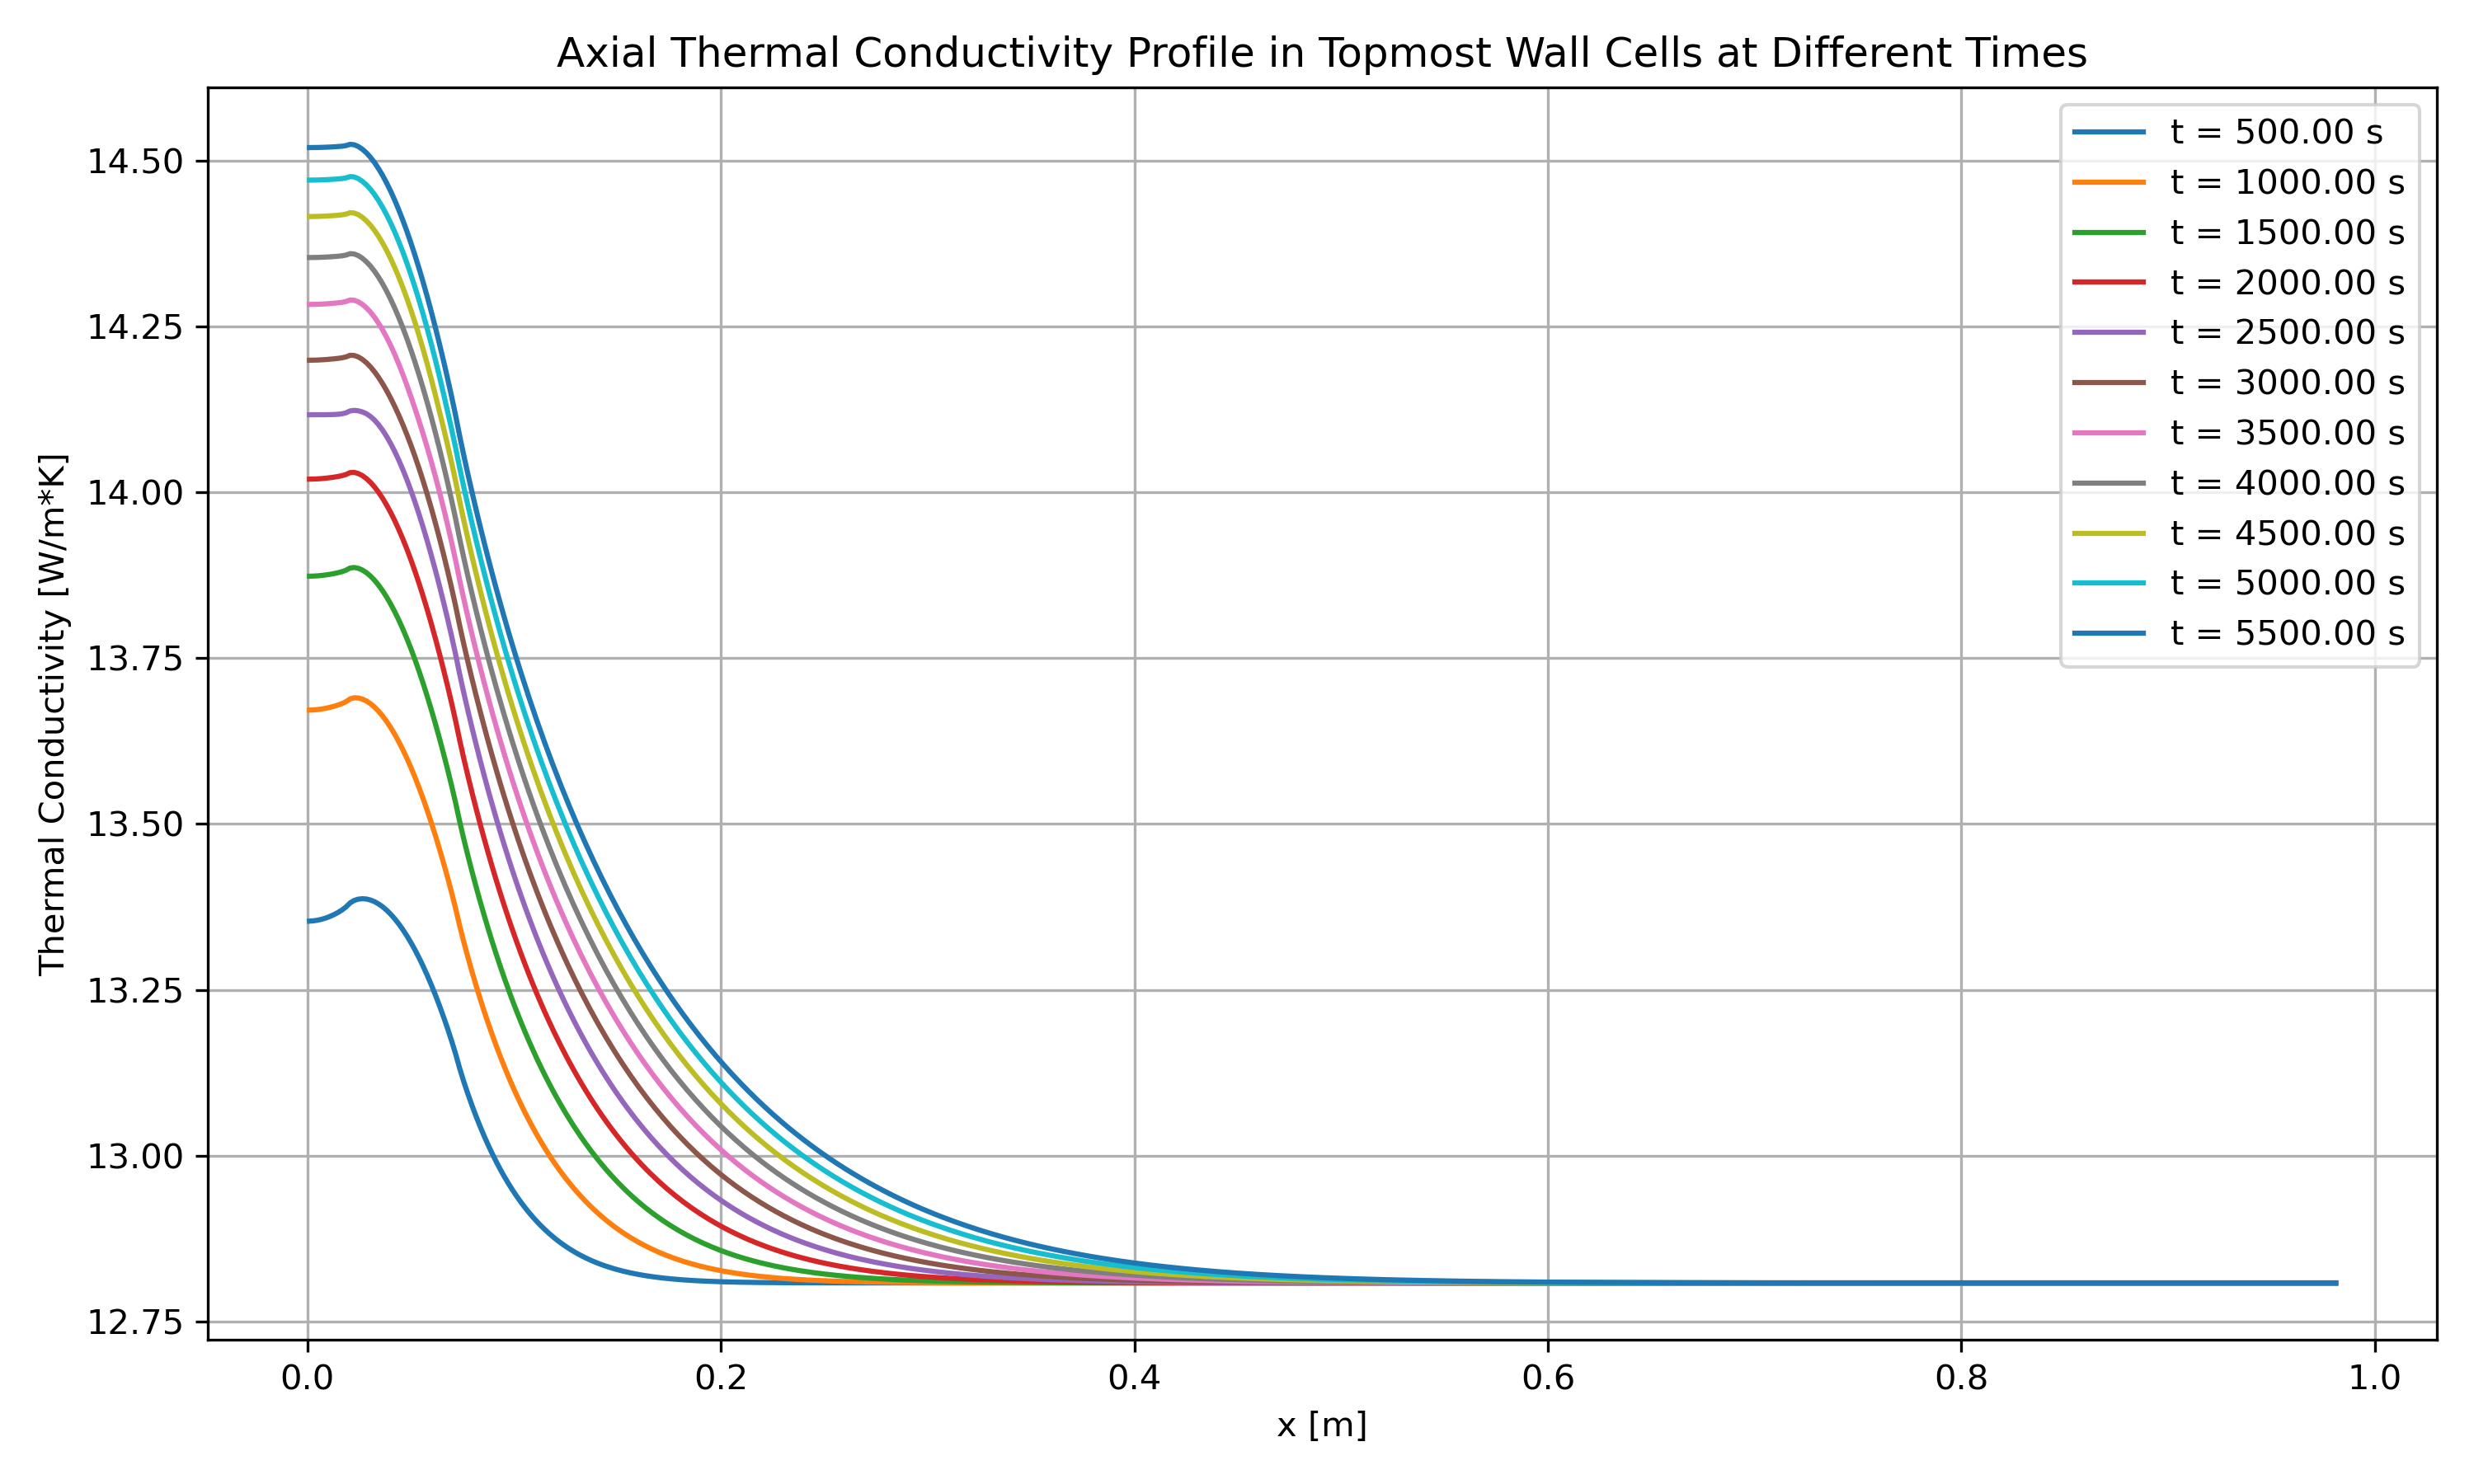 Axial Thermal Conductivity Profile in Topmost Wall Cells at Different Times
Thermal Conductivity [W/m*K]
14.50
14.25
14.00
13.75
13.50
13.25
13.00
12.75
0.0
0.2
0.4
0.6
0.8
1.0
x [m]
t = 500.00 s
t = 1000.00 s
t = 1500.00 s
t = 2000.00 s
t = 2500.00 s
t = 3000.00 s
t = 3500.00 s
t = 4000.00 s
t = 4500.00 s
t = 5000.00 s
t = 5500.00 s